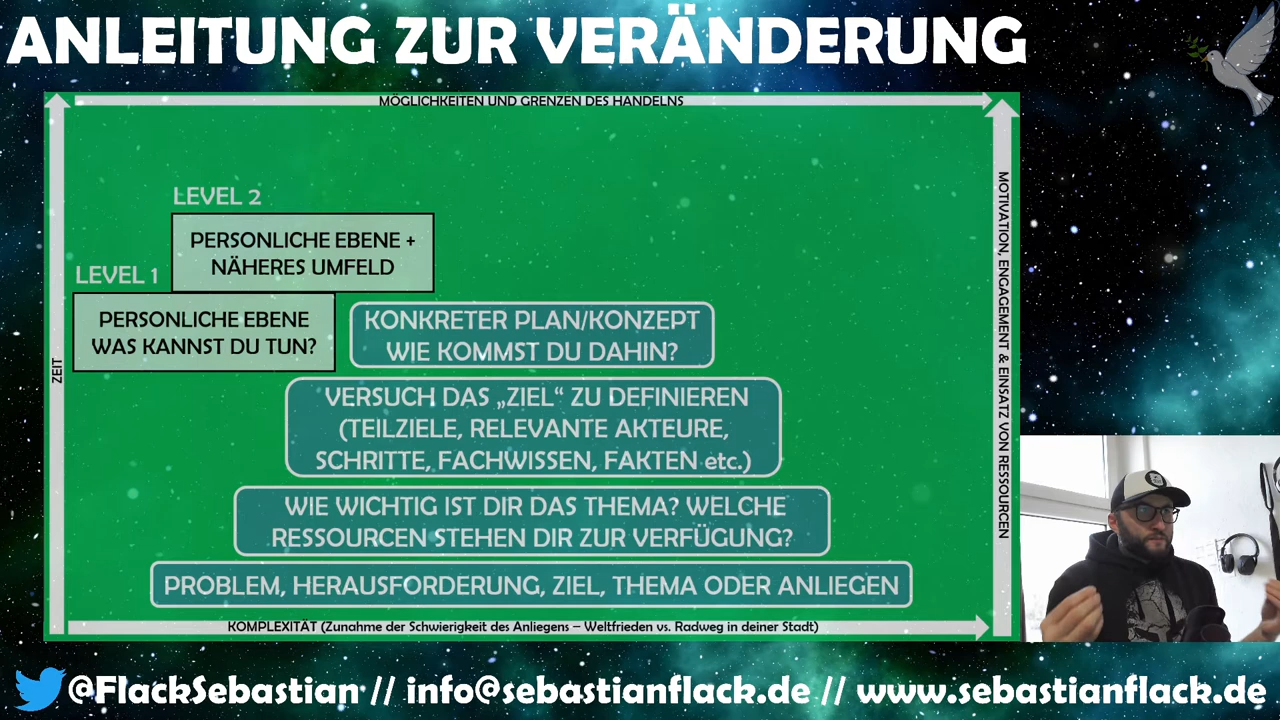 ANLEITUNG ZUR VERÄNDERUNG
MÖGLICHKEITEN UND GRENZEN DES HANDELNS
LEVEL 2
PERSONLICHE EBENE +
NÄHERES UMFELD
LEVEL 1
PERSONLICHE EBENE
WAS KANNST DU TUN?
KONKRETER PLAN/KONZEPT
WIE KOMMST DU DAHIN?
VERSUCH DAS „ZIEL“ ZU DEFINIEREN
(TEILZIELE, RELEVANTE AKTEURE,
SCHRITTE, FACHWISSEN, FAKTEN etc.)
WIE WICHTIG IST DIR DAS THEMA? WELCHE
RESSOURCEN STEHEN DIR ZUR VERFÜGUNG?
PROBLEM, HERAUSFORDERUNG, ZIEL, THEMA ODER ANLIEGEN
ZEIT
MOTIVATION, ENGAGEMENT & EINSATZ VON RESSOURCEN
KOMPLEXITÄT (Zunahme der Schwierigkeit des Anliegens – Weltfrieden vs. Radweg in deiner Stadt)
@FlackSebastian // info@sebastianflack.de // www.sebastianflack.de